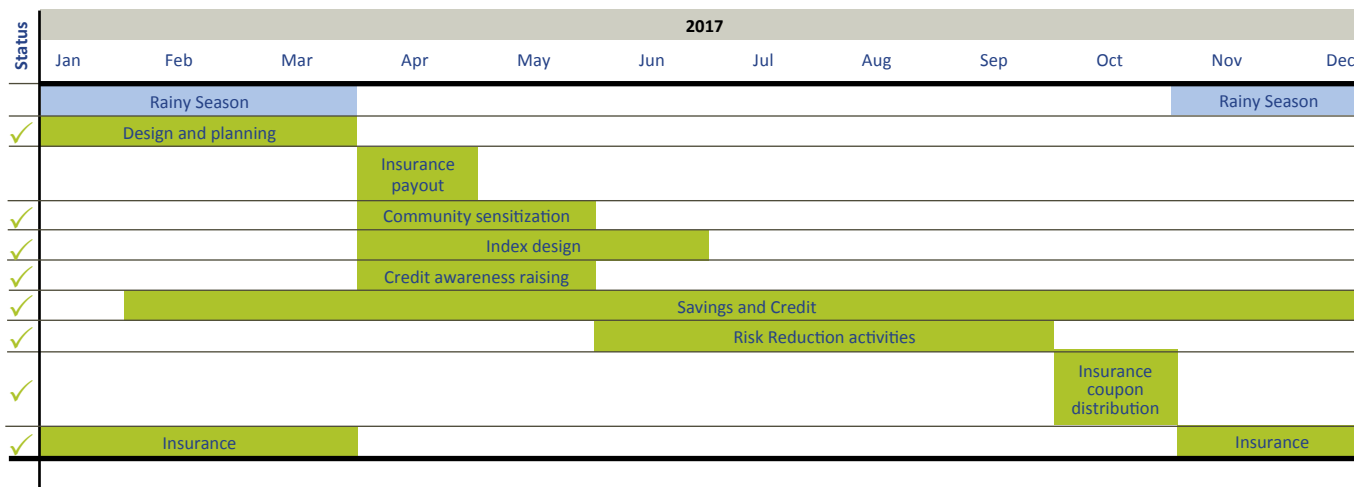 Status
2017
Jan Feb Mar Apr May Jun Jul Aug Sep Oct Nov Dec
Rainy Season Rainy Season
Design and planning
Insurance
payout
Community sensitization
Index design
Credit awareness raising
Savings and Credit
Risk Reduction activities
Insurance
coupon
distribution
Insurance Insurance